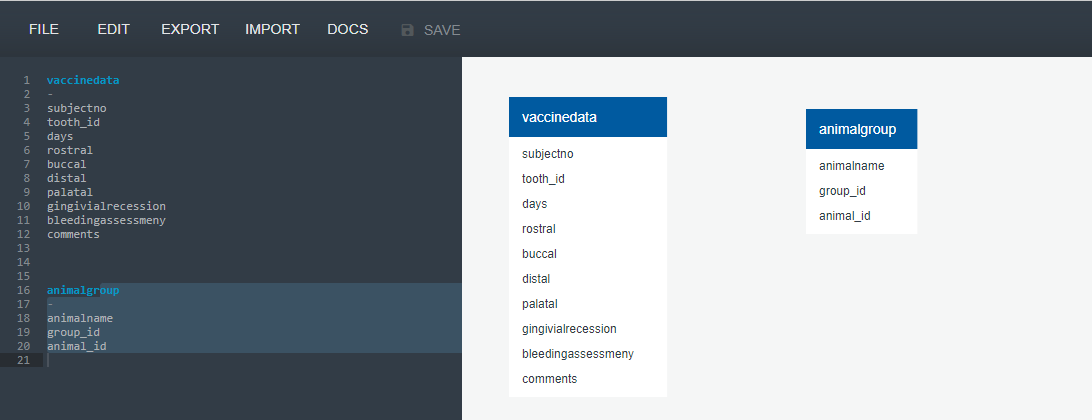 FILE EDIT EXPORT IMPORT DOCS SAVE
1 vaccinedata
2 -
3 subjectno
4 tooth_id
5 days
6 rostral
7 buccal
8 distal
9 palatal
10 gingivialrecession
11 bleedingassessmeny
12 comments
13
14
15
16 animalgroup
17 -
18 animalname
19 group_id
20 animal_id
21
vaccinedata
subjectno
tooth_id
days
rostral
buccal
distal
palatal
gingivialrecession
bleedingassessmeny
comments
animalgroup
animalname
group_id
animal_id